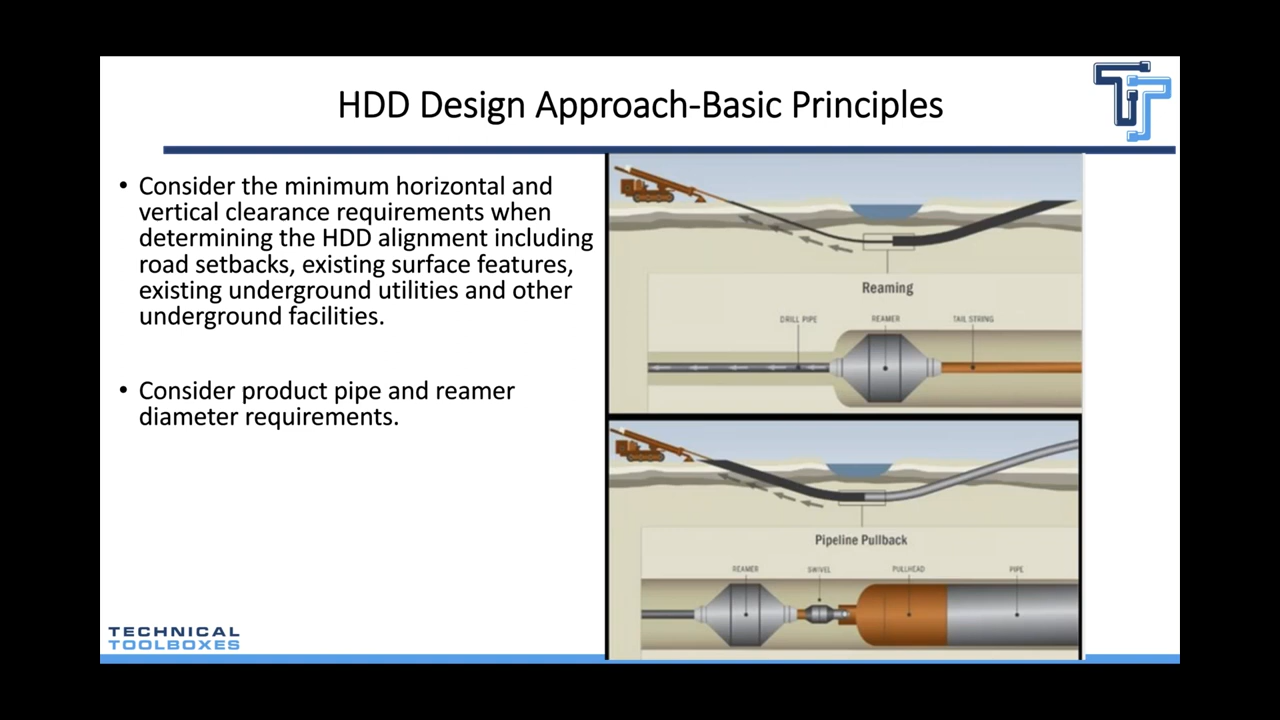 HDD Design Approach-Basic Principles
• Consider the minimum horizontal and
vertical clearance requirements when
determining the HDD alignment including
road setbacks, existing surface features,
existing underground utilities and other
underground facilities.
• Consider product pipe and reamer
diameter requirements.
Reaming
DRILL PIPE REAMER TAIL STRING
Pipeline Pullback
REAMER SWIVEL PULLHEAD PIPE
TECHNICAL
TOOLBOXES